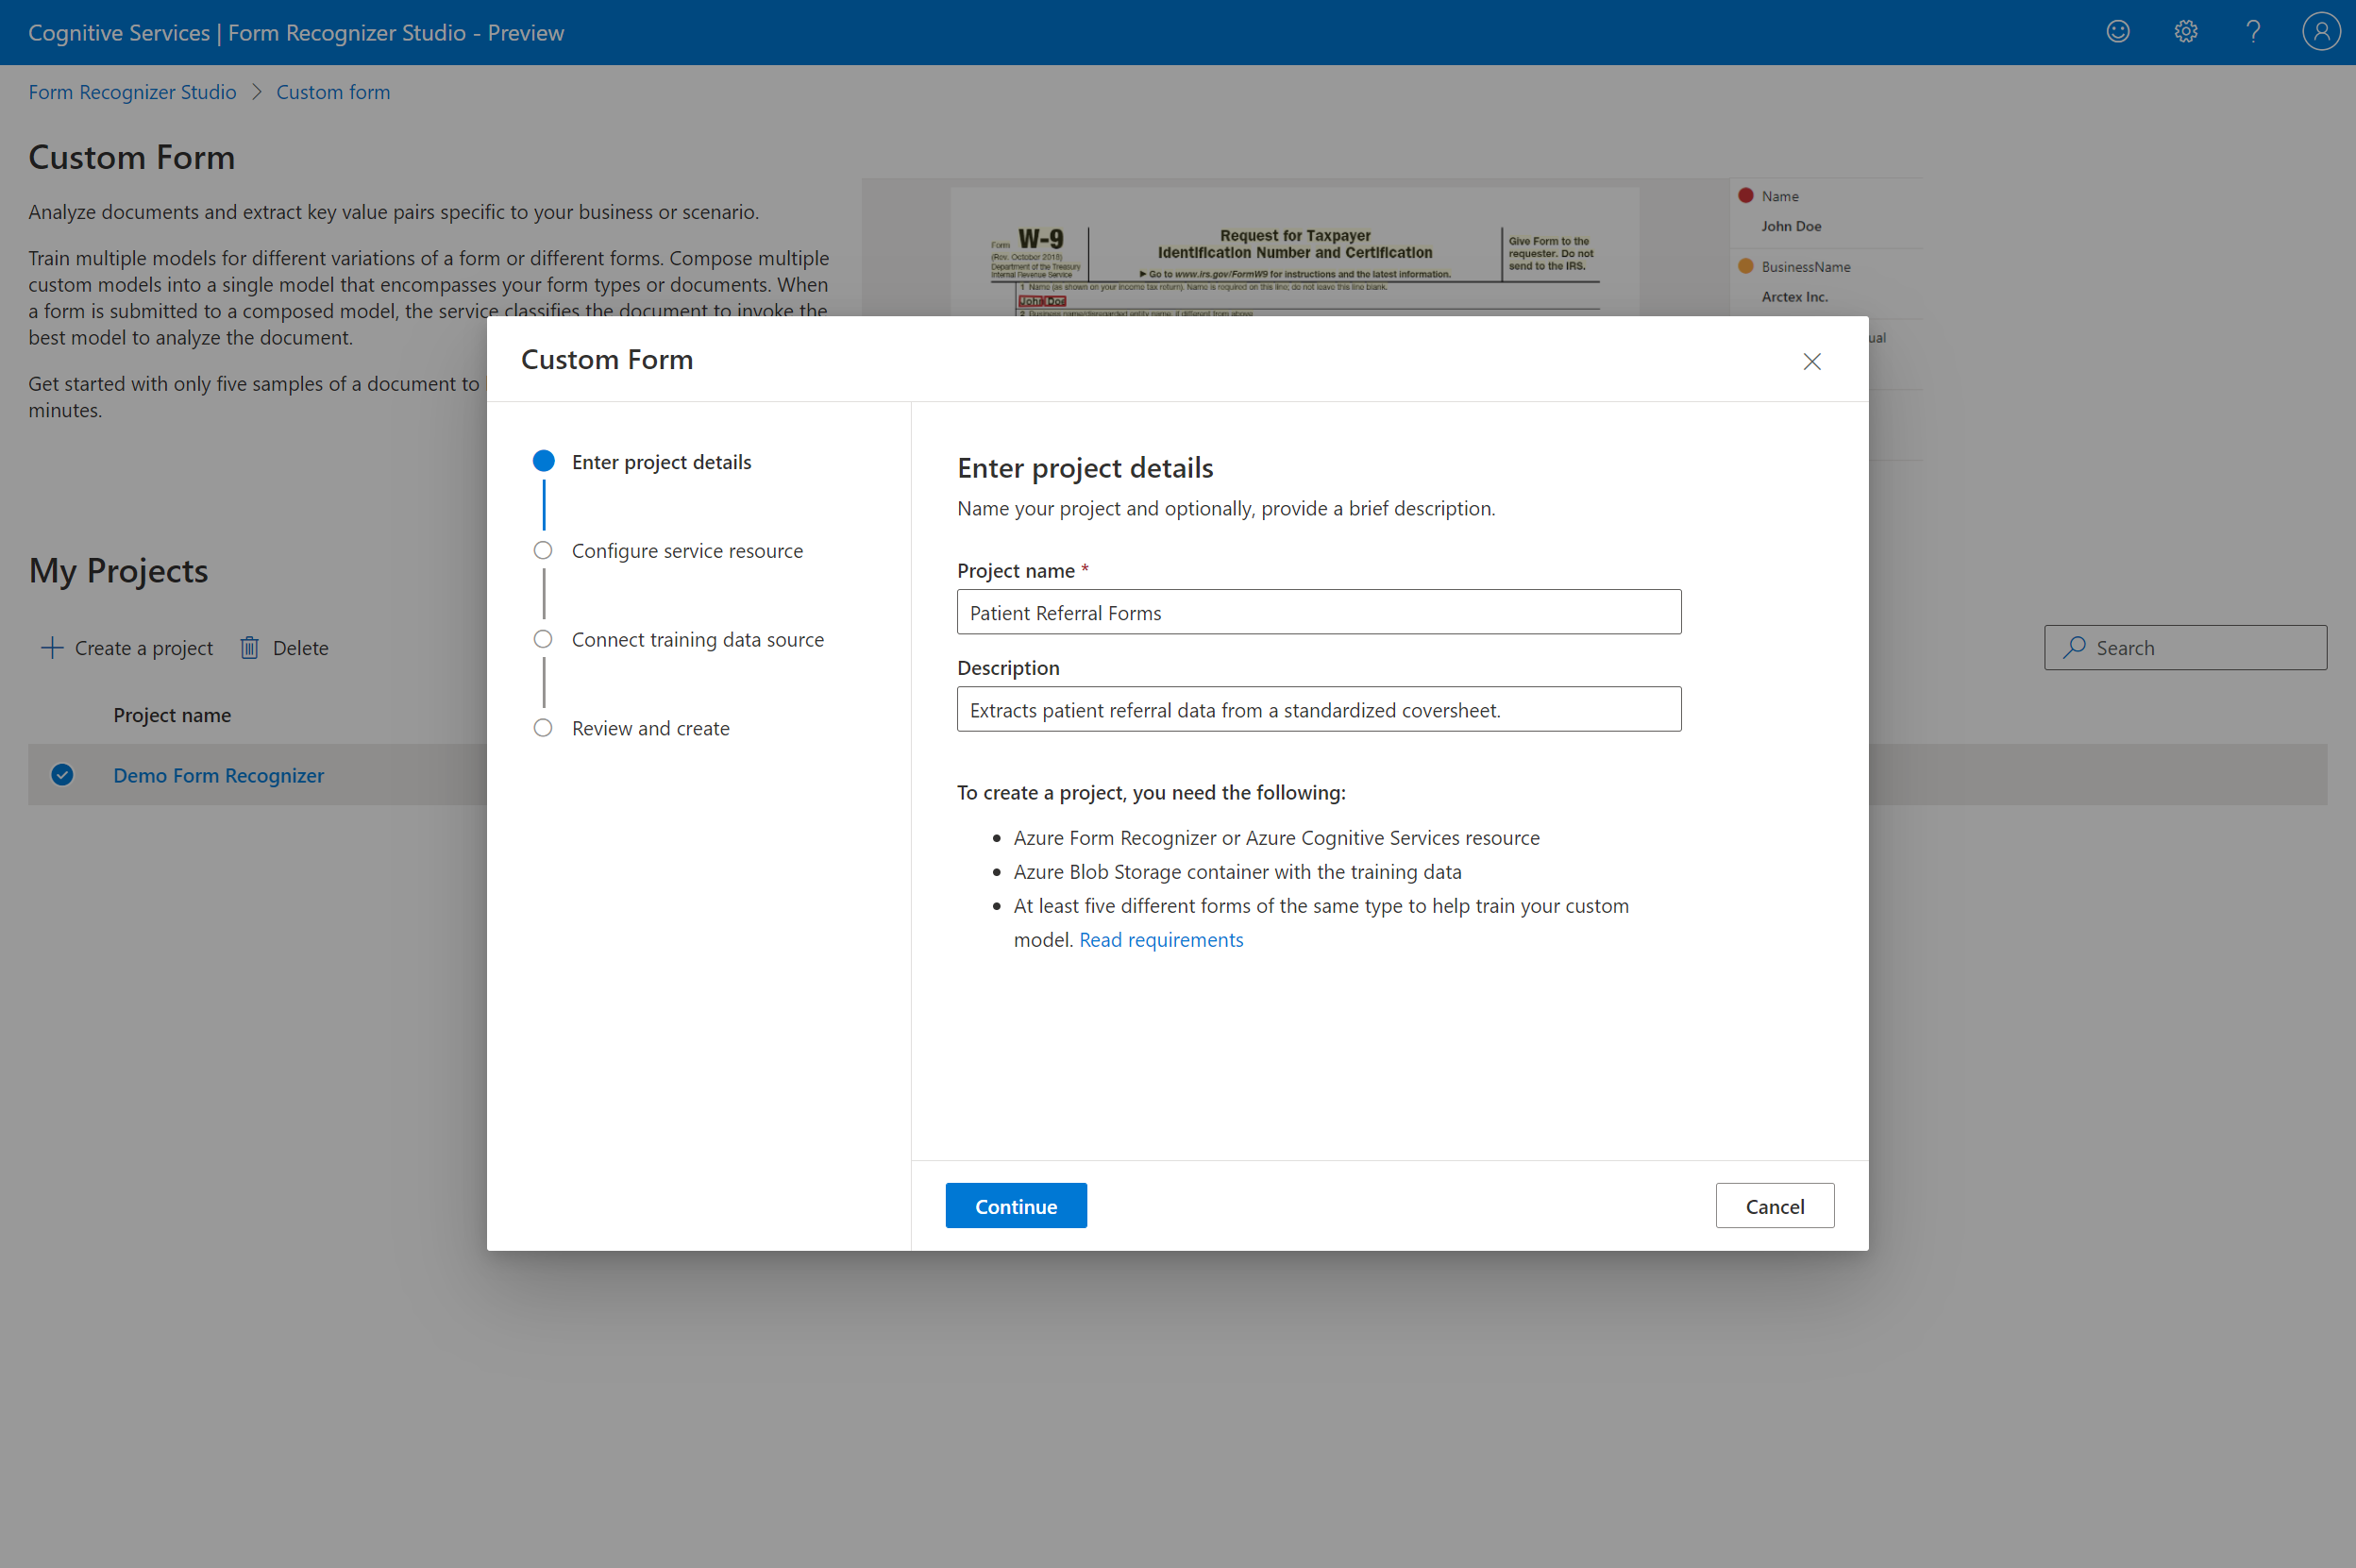 Cognitive Services | Form Recognizer Studio - Preview
Form Recognizer Studio > Custom form
Custom Form
Analyze documents and extract key value pairs specific to your business or scenario.
Train multiple models for different variations of a form or different forms. Compose multiple
custom models into a single model that encompasses your form types or documents. When
a form is submitted to a composed model, the service classifies the document to invoke the
best model to analyze the document.
Get started with only five samples of a document to
minutes.
Form W-9
(Rev. October 2018)
Department of the Treasury
Internal Revenue Service
Request for Taxpayer
Identification Number and Certification
▶ Go to www.irs.gov/FormW9 for instructions and the latest information.
Give Form to the
requester. Do not
send to the IRS.
1 Name (as shown on your income tax return). Name is required on this line; do not leave this line blank.
John Doe
2 Business name/disregarded entity name, if different from above
Name
John Doe
BusinessName
Arctex Inc.
ual
My Projects
Create a project
Delete
Search
Project name
Demo Form Recognizer
Custom Form
Enter project details
Configure service resource
Connect training data source
Review and create
Enter project details
Name your project and optionally, provide a brief description.
Project name *
Patient Referral Forms
Description
Extracts patient referral data from a standardized coversheet.
To create a project, you need the following:
• Azure Form Recognizer or Azure Cognitive Services resource
• Azure Blob Storage container with the training data
• At least five different forms of the same type to help train your custom
model. Read requirements
Continue
Cancel